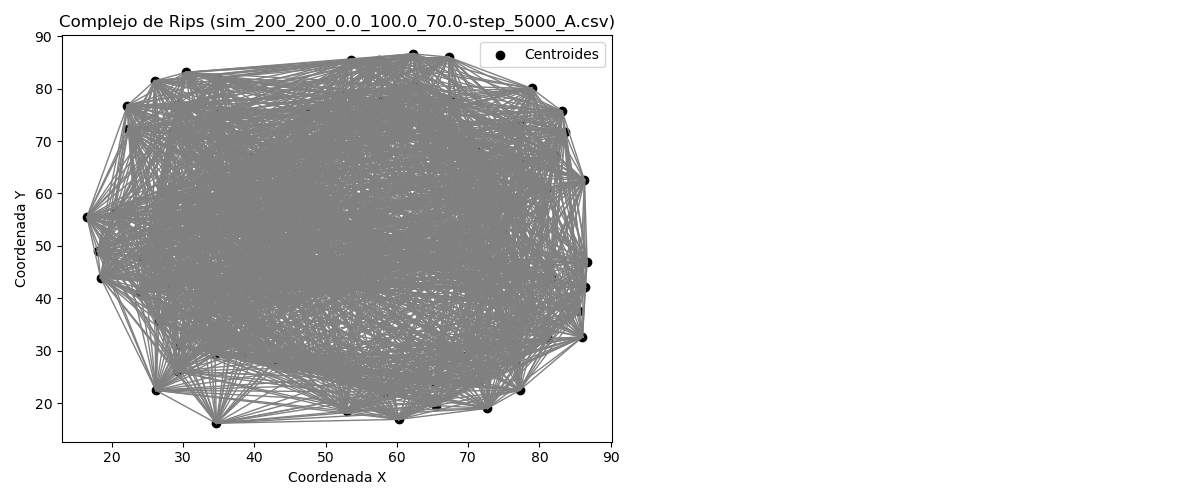 Complejo de Rips (sim_200_200_0.0_100.0_70.0-step_5000_A.csv)
Centroides
Coordenada Y
90
80
70
60
50
40
30
20
20 30 40 50 60 70 80 90
Coordenada X